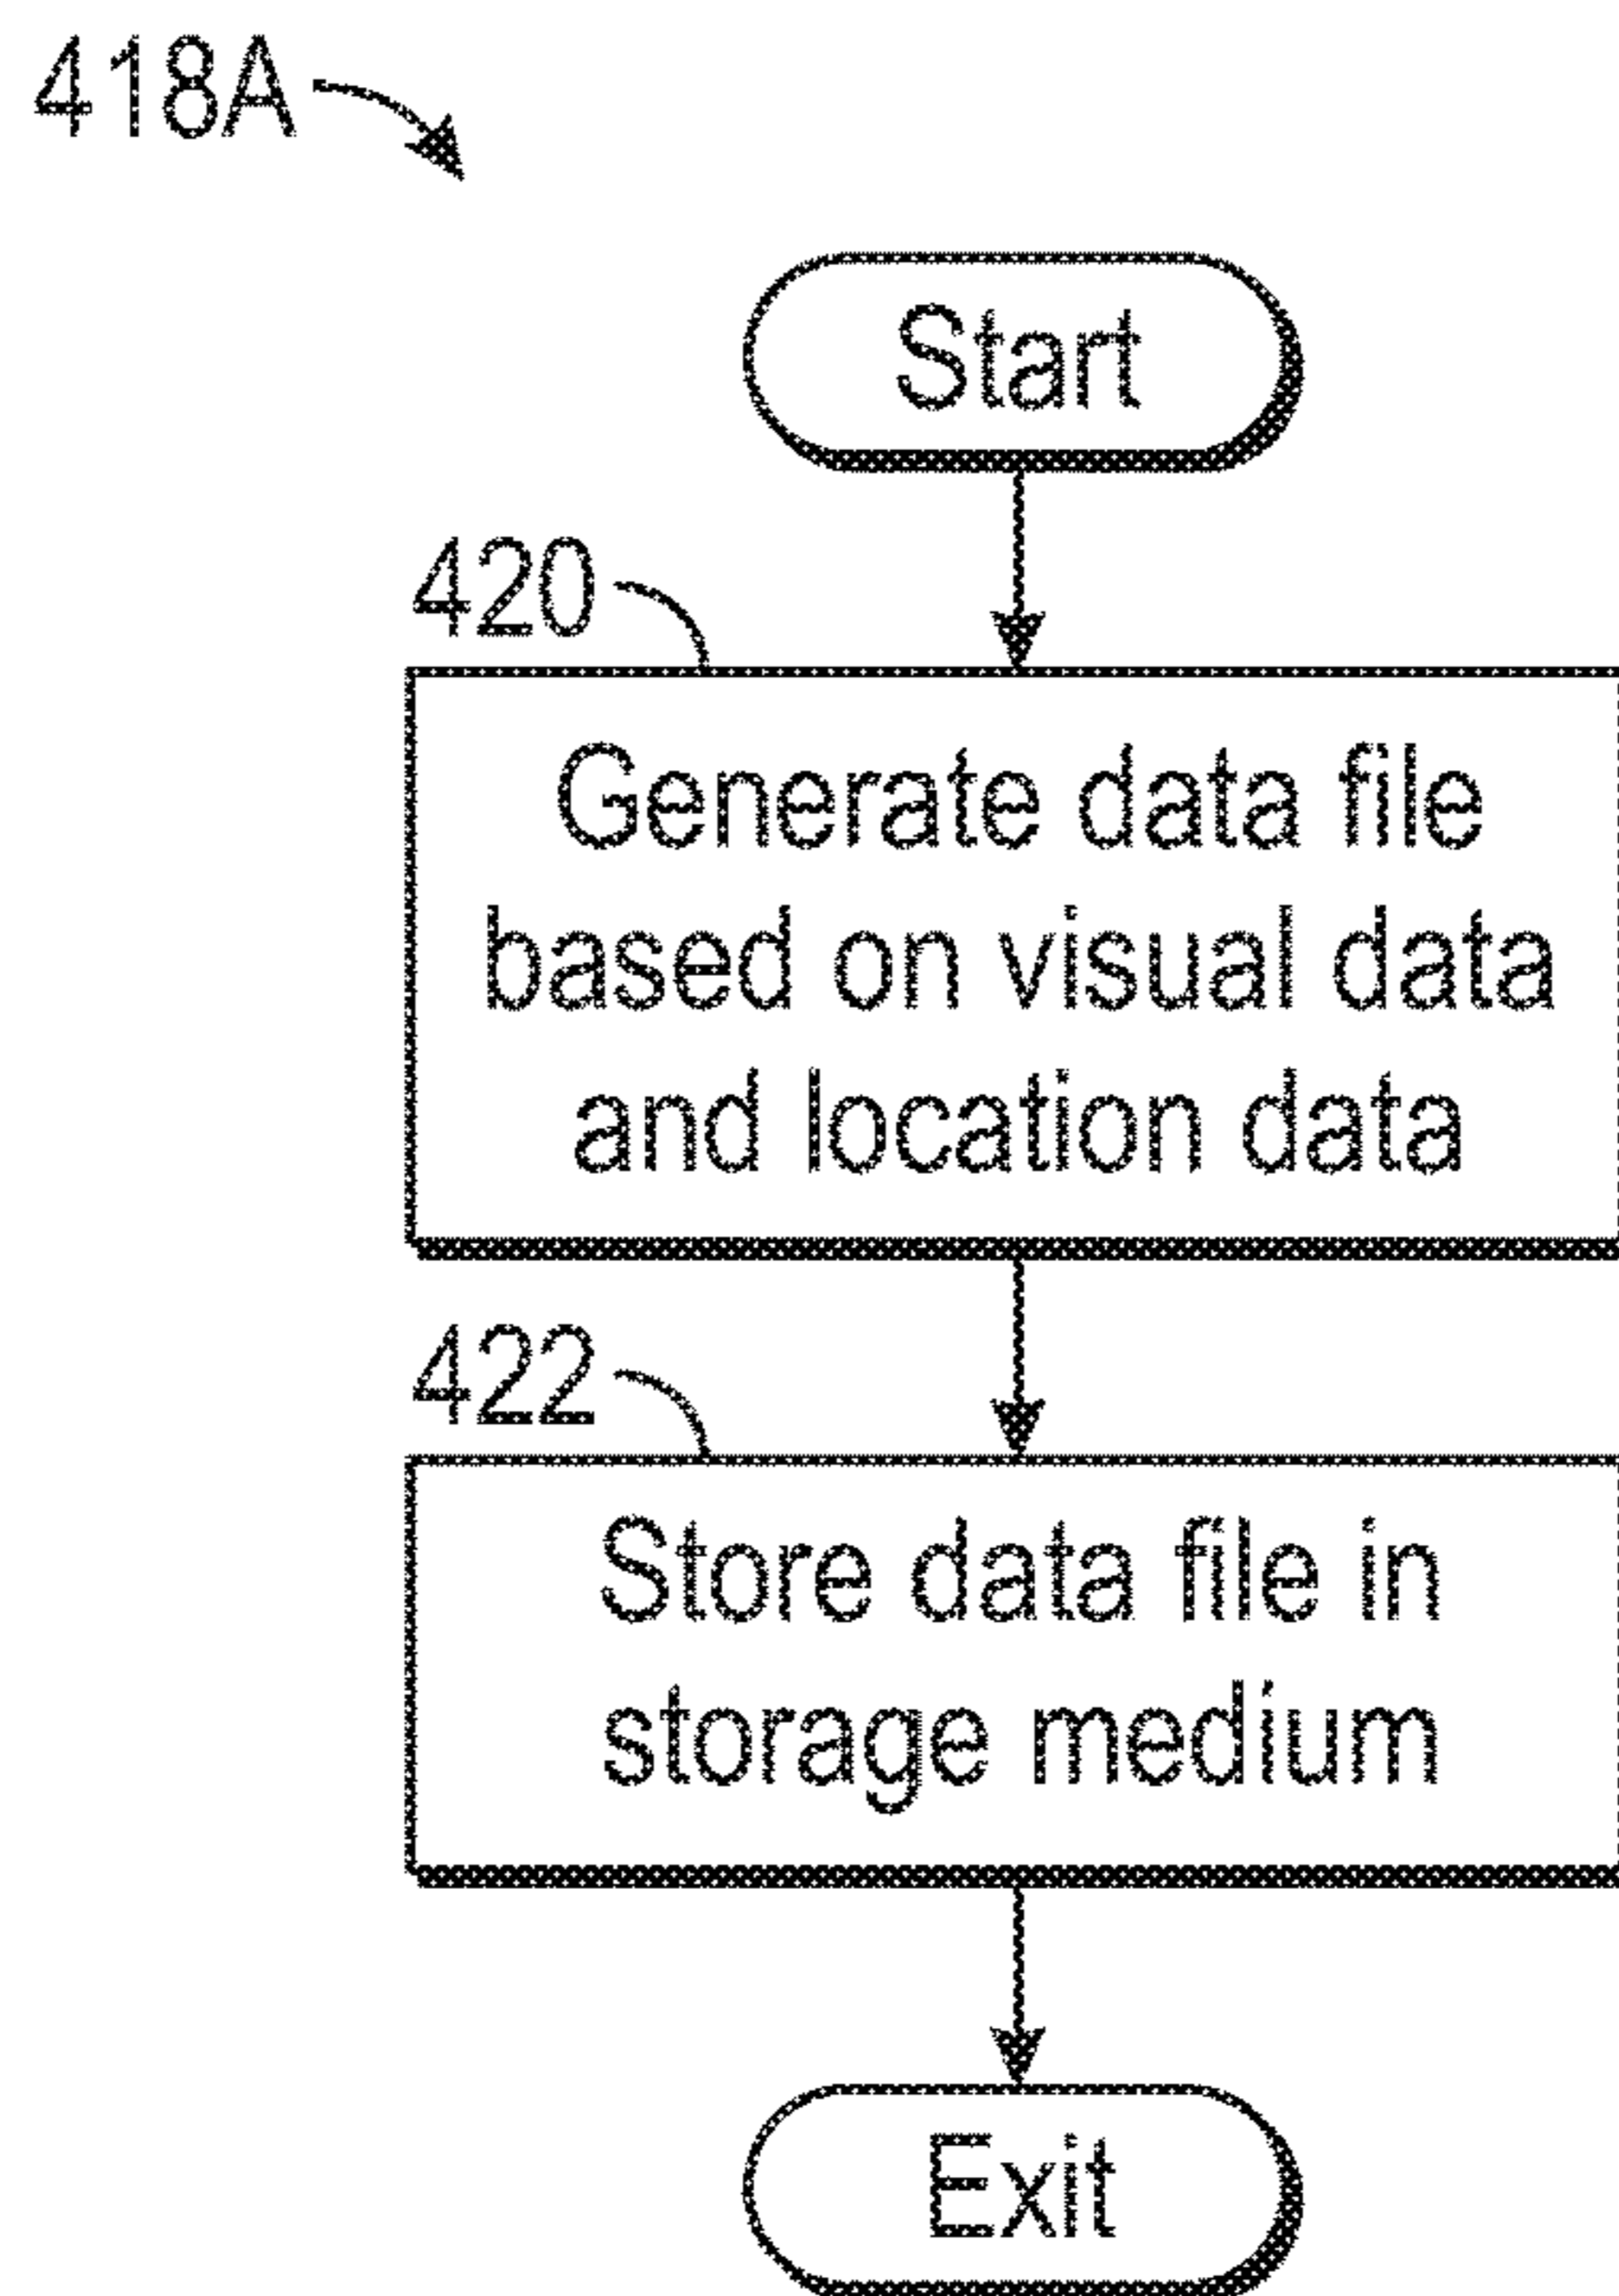 418A
Start
420
Generate data file
based on visual data
and location data
422
Store data file in
storage medium
Exit